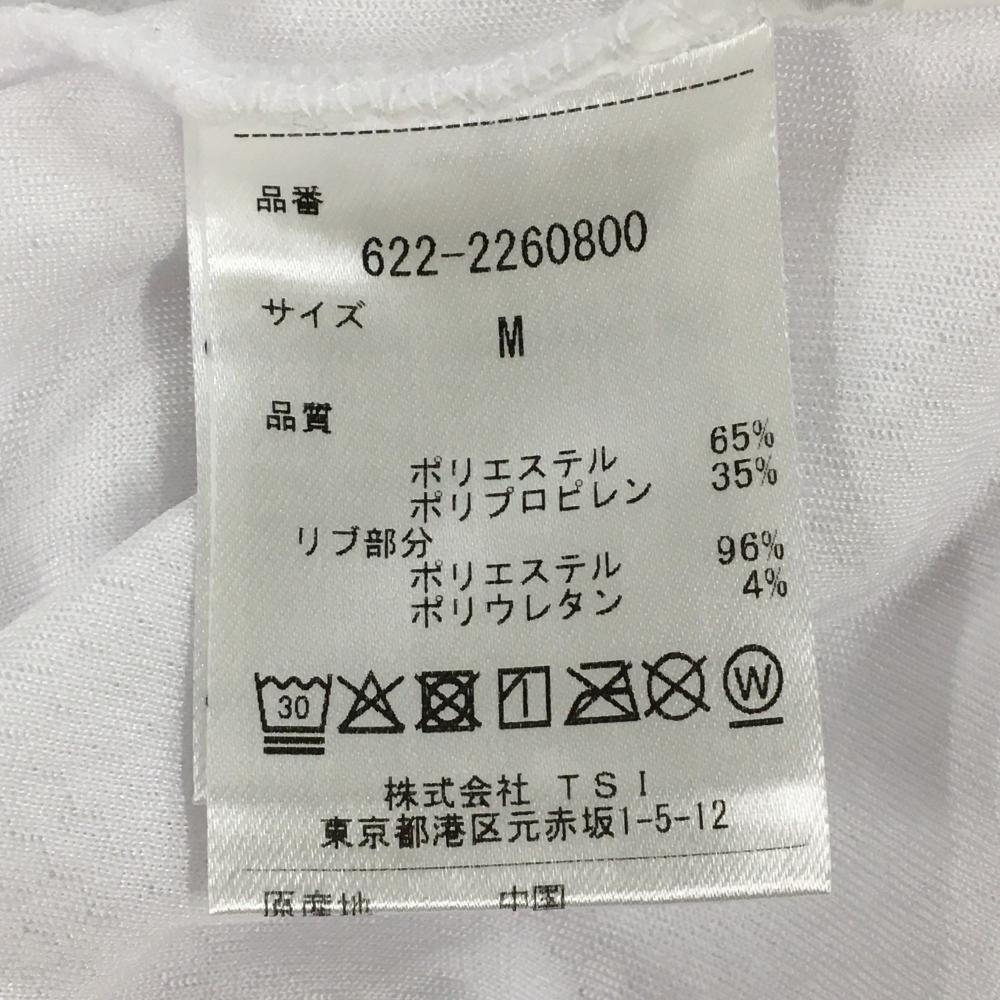 品番
622-2260800
サイズ
M
品質
ポリエステル 65%
ポリプロピレン 35%
リブ部分
ポリエステル 96%
ポリウレタン 4%
30 W
株式会社 TSI
東京都港区元赤坂1-5-12
原産地 中国